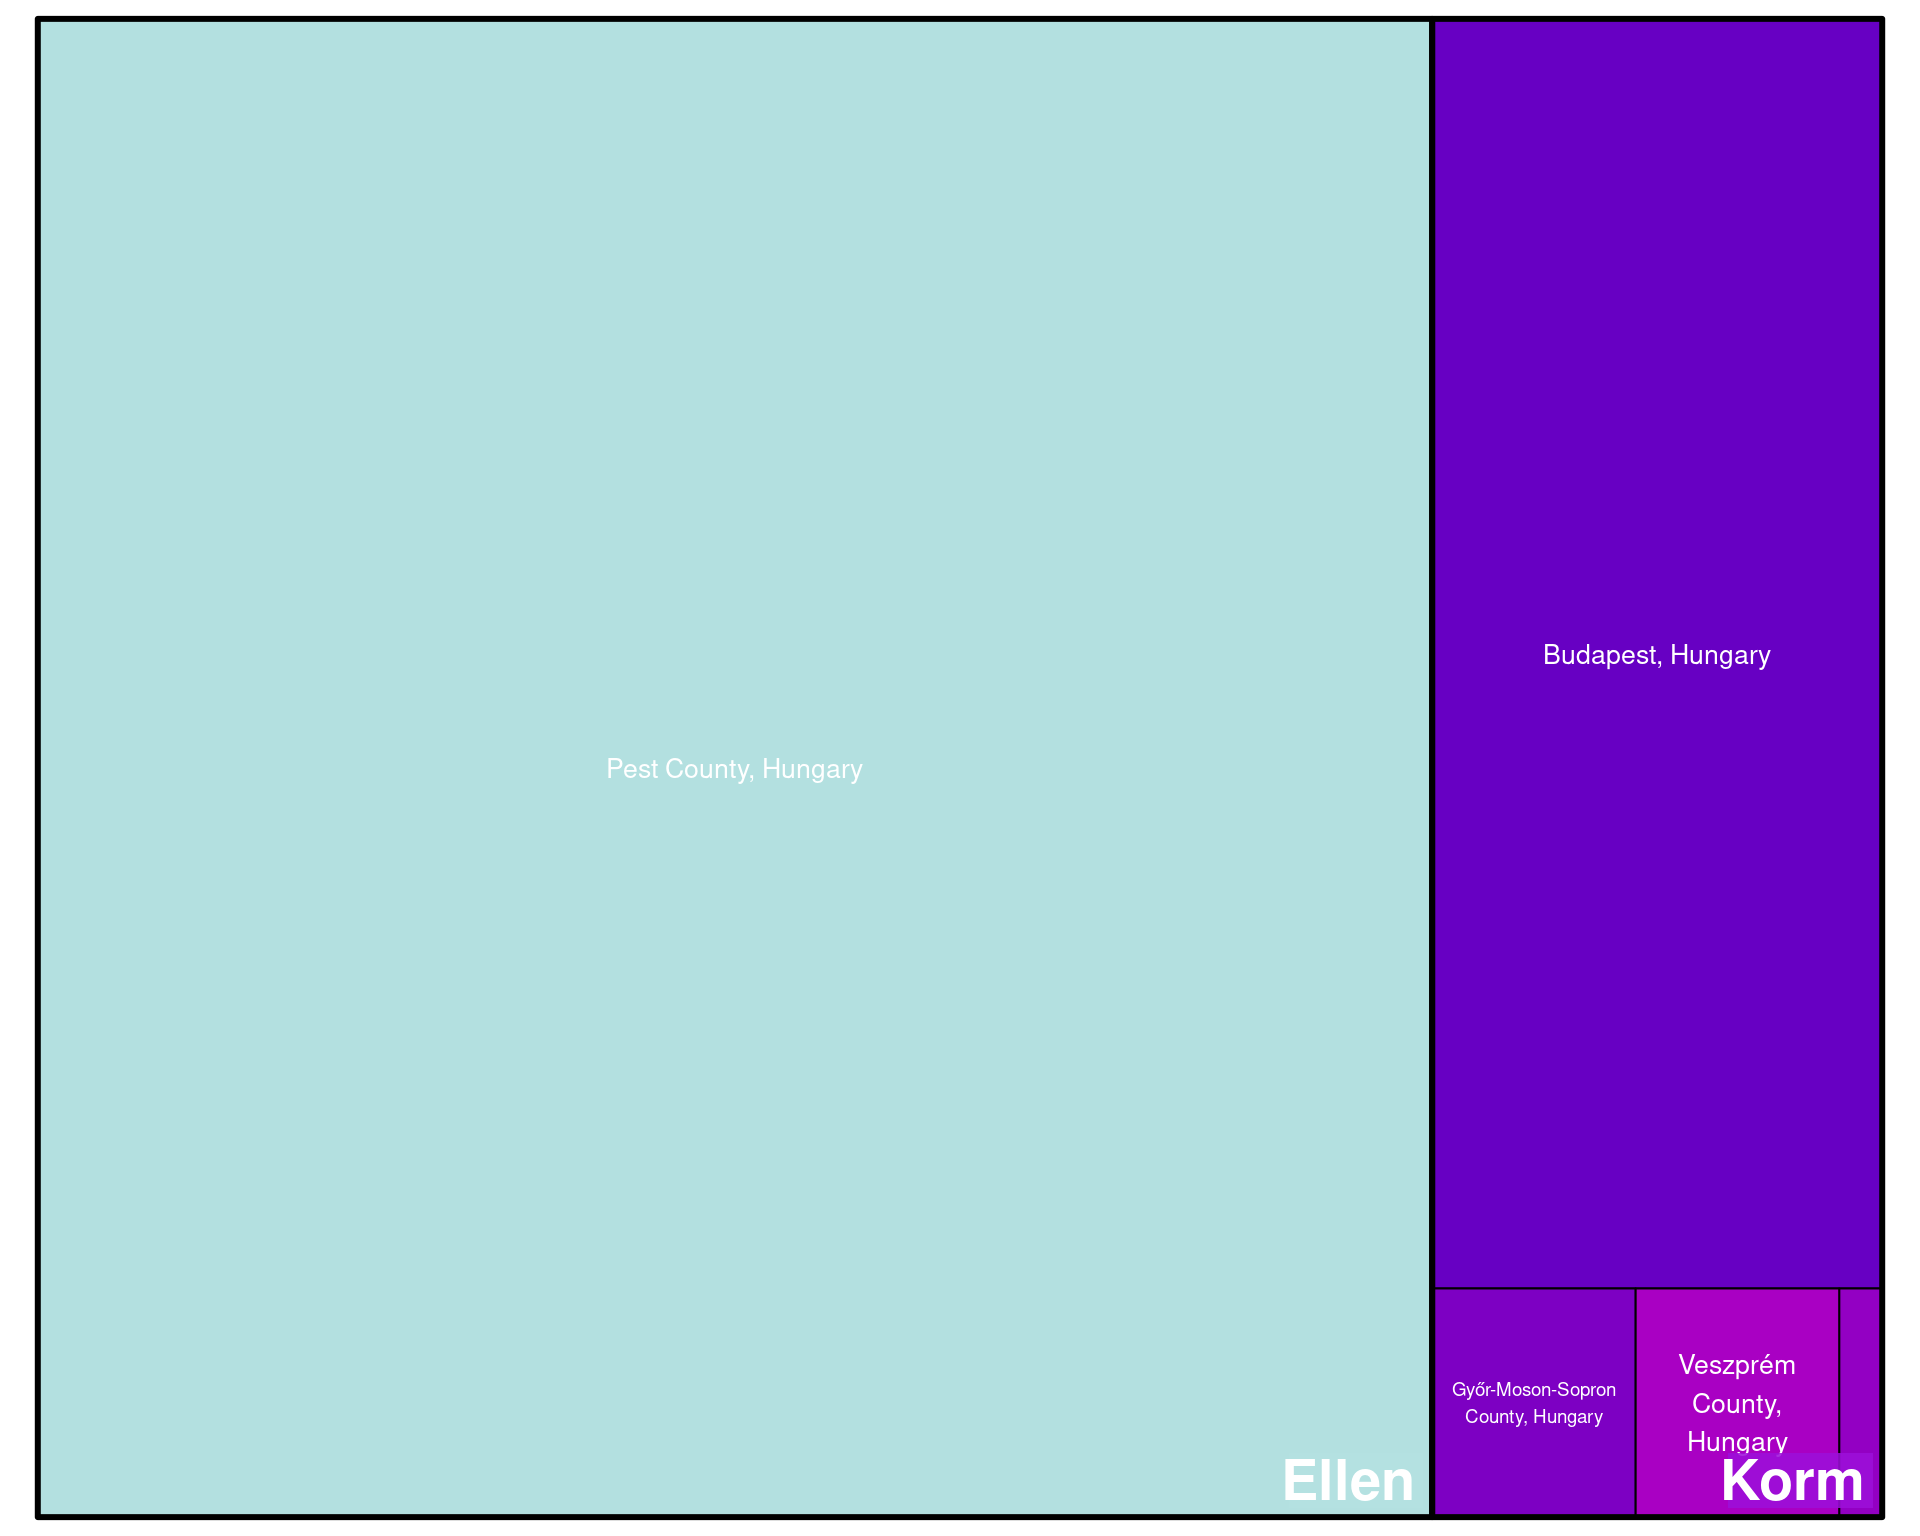 Pest County, Hungary
Ellen
Budapest, Hungary
Győr-Moson-Sopron
County, Hungary
Veszprém
County,
Hungary
Korm